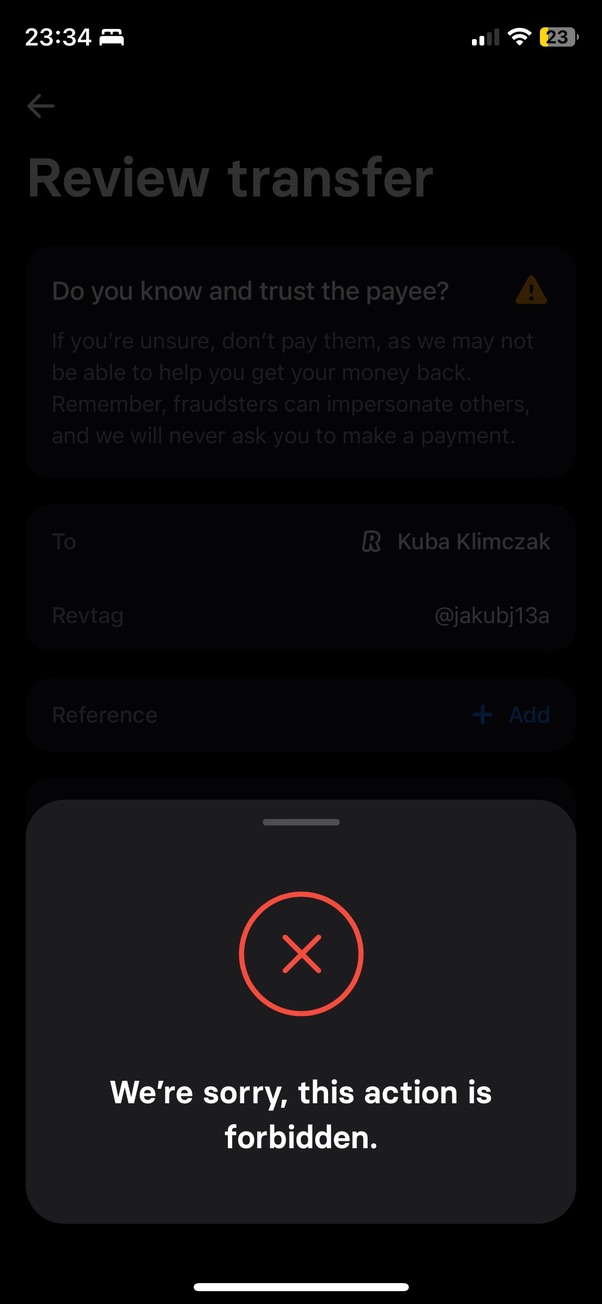 23:34
23
Review transfer
Do you know and trust the payee?
If you're unsure, don't pay them, as we may not
be able to help you get your money back.
Remember, fraudsters can impersonate others,
and we will never ask you to make a payment.
To R Kuba Klimczak
Revtag @jakubj13a
Reference + Add
We're sorry, this action is
forbidden.